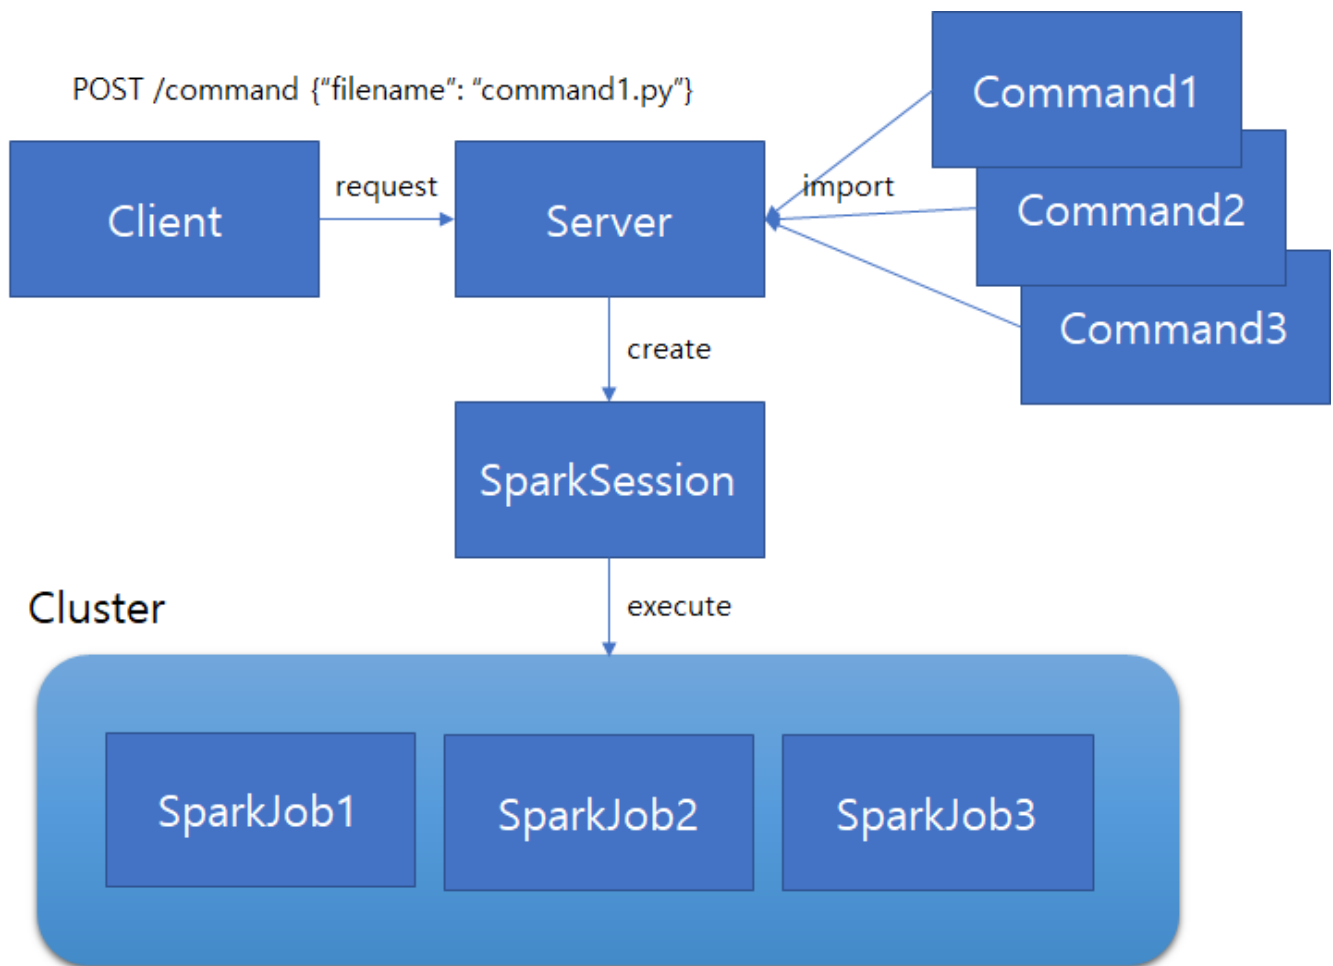 POST /command {“filename”: “command1.py”}
Command1
Client
request
Server
import
Command2
Command3
create
SparkSession
execute
Cluster
SparkJob1
SparkJob2
SparkJob3